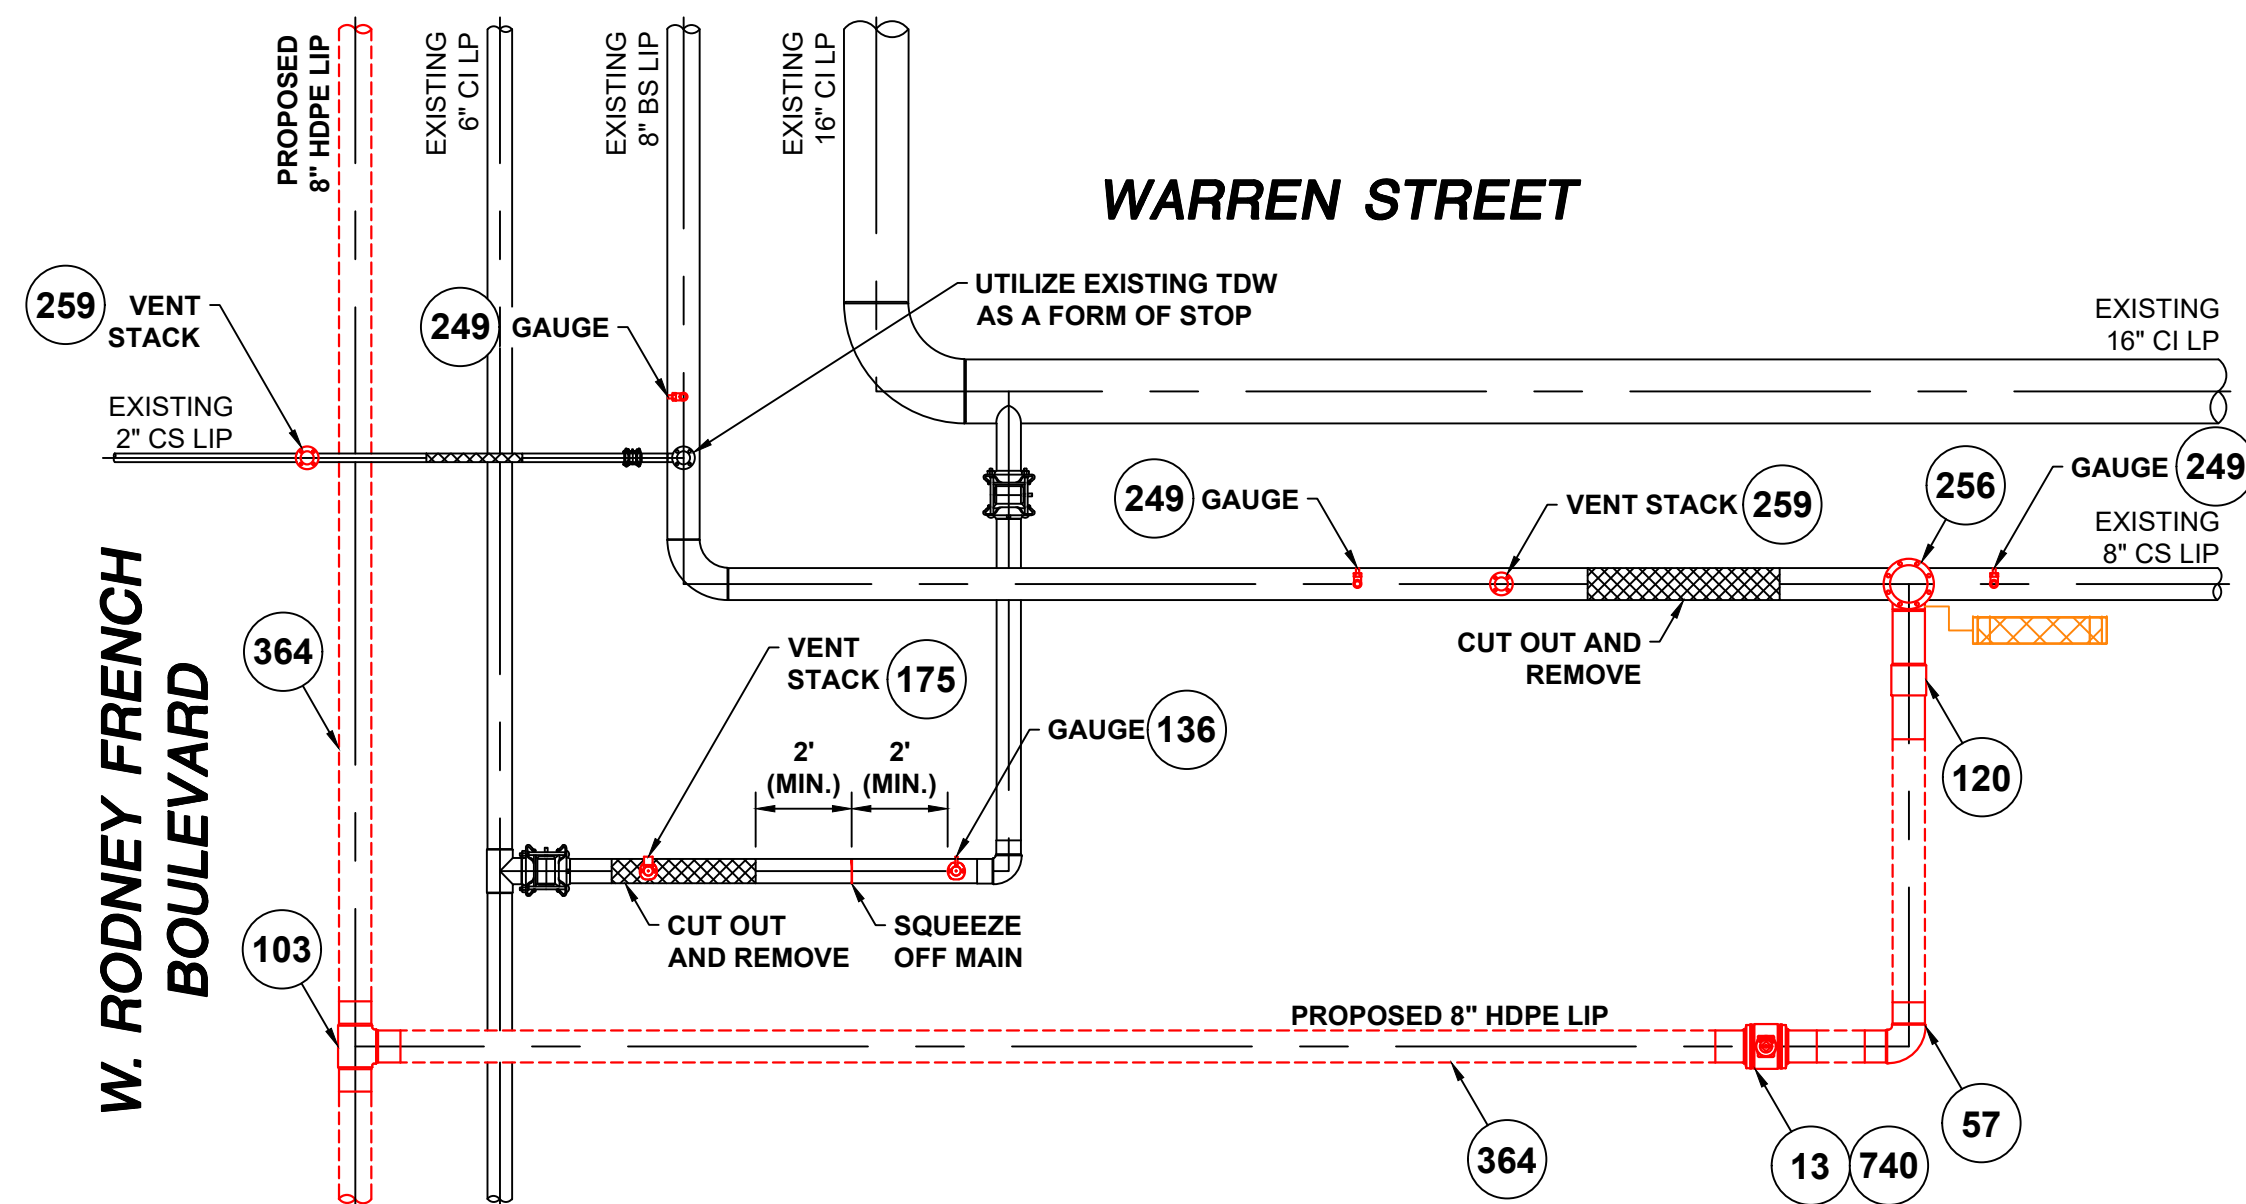 PROPOSED
8" HDPE LIP
EXISTING
6" CI LP
EXISTING
8" BS LIP
EXISTING
16" CI LP
WARREN STREET
259 VENT
STACK
249 GAUGE
UTILIZE EXISTING TDW
AS A FORM OF STOP
EXISTING
16" CI LP
EXISTING
2" CS LIP
249 GAUGE
VENT STACK 259
256
GAUGE 249
EXISTING
8" CS LIP
W. RODNEY FRENCH
BOULEVARD
364
VENT
STACK 175
CUT OUT AND
REMOVE
GAUGE 136
2'
(MIN.)
2'
(MIN.)
120
103
CUT OUT
AND REMOVE
SQUEEZE
OFF MAIN
PROPOSED 8" HDPE LIP
364
13
740
57